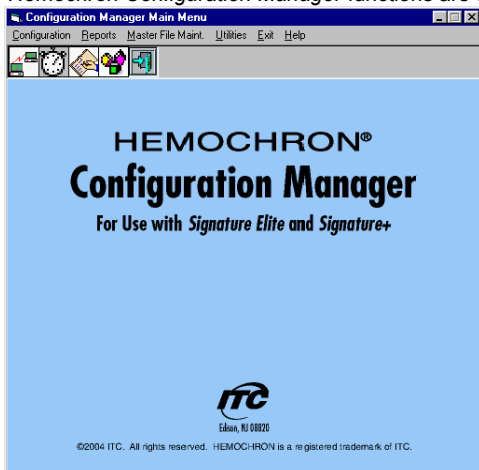 Hemochron Configuration Manager functions are
Configuration Manager Main Menu
Configuration Reports Master File Maint. Utilities Exit Help
HEMOCHRON®
Configuration Manager
For Use with Signature Elite and Signature+
ITC
Edison, NJ 08820
©2004 ITC. All rights reserved. HEMOCHRON is a registered trademark of ITC.